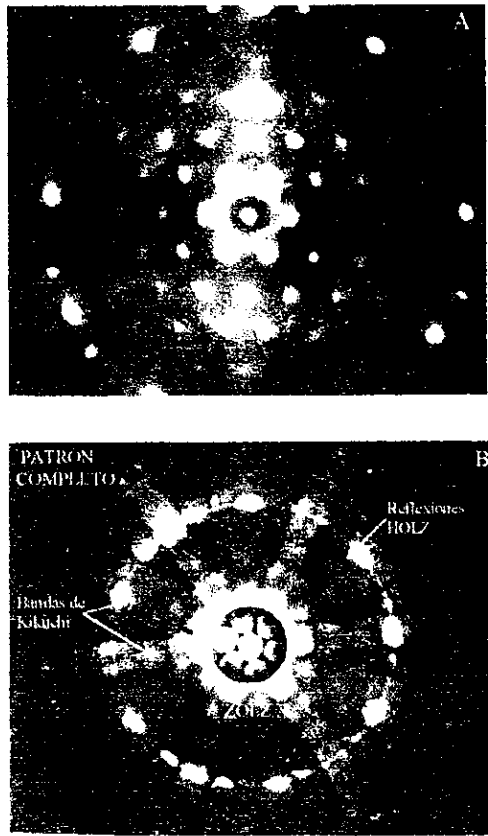 A
PATRON
COMPLETO
B
Reflexiones
HOLZ
Bandas de
Kikuchi
ZOLZ